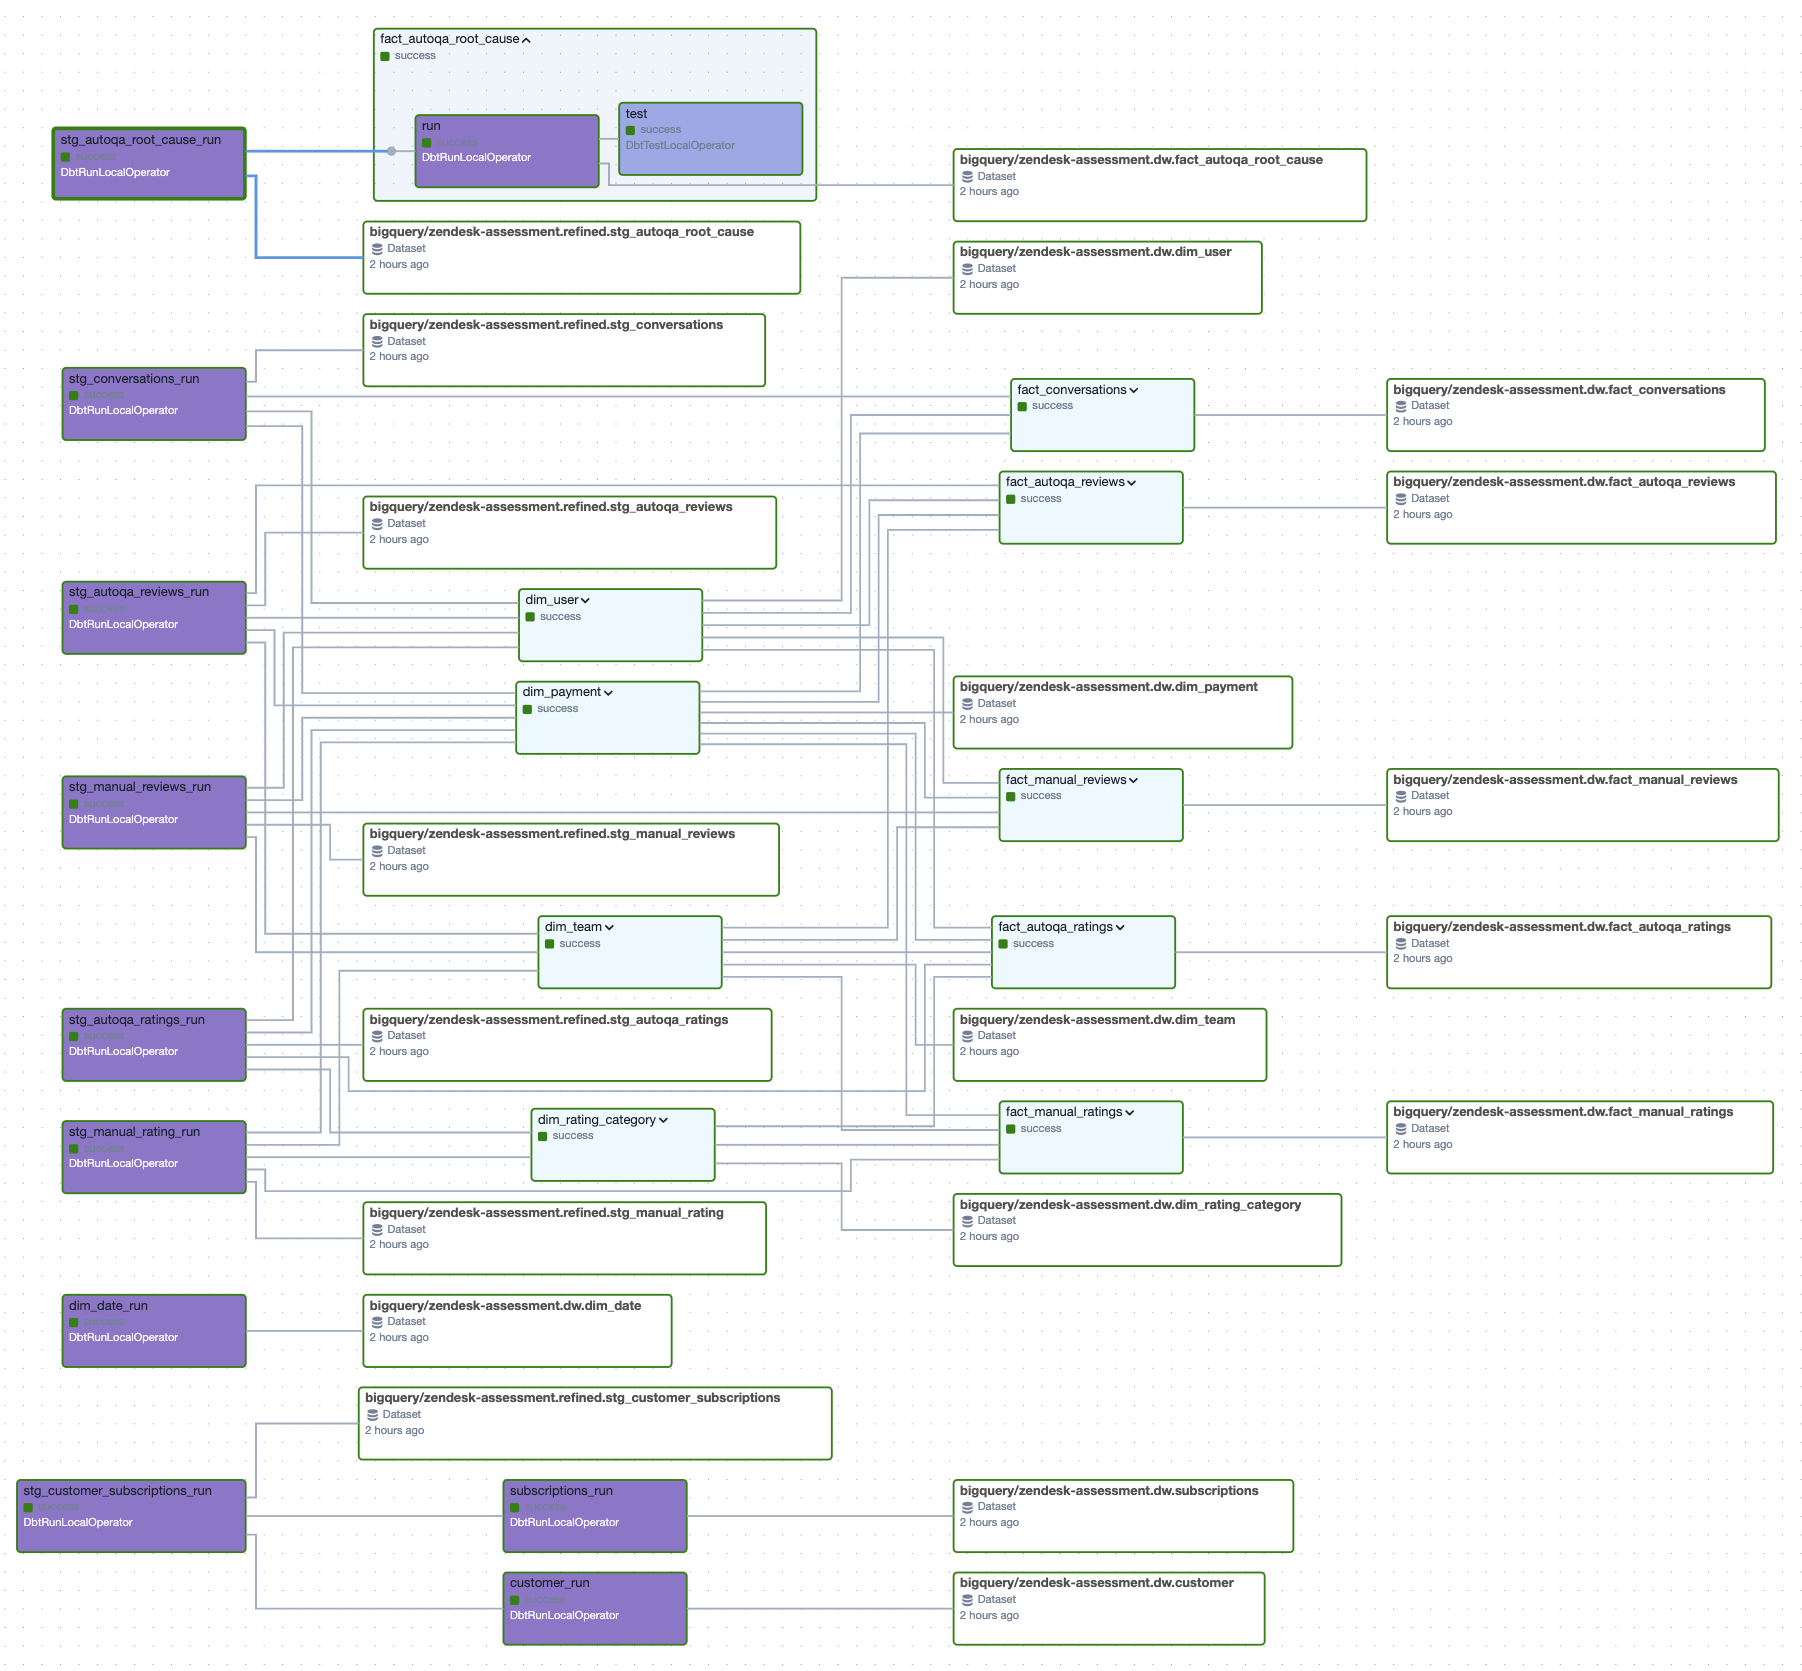 fact_autoqa_root_cause
success
stg_autoqa_root_cause_run
success
DbtRunLocalOperator
run
success
DbtRunLocalOperator
test
success
DbtTestLocalOperator
bigquery/zendesk-assessment.dw.fact_autoqa_root_cause
Dataset
2 hours ago
bigquery/zendesk-assessment.refined.stg_autoqa_root_cause
Dataset
2 hours ago
bigquery/zendesk-assessment.dw.dim_user
Dataset
2 hours ago
bigquery/zendesk-assessment.refined.stg_conversations
Dataset
2 hours ago
stg_conversations_run
success
DbtRunLocalOperator
fact_conversations
success
bigquery/zendesk-assessment.dw.fact_conversations
Dataset
2 hours ago
fact_autoqa_reviews
success
bigquery/zendesk-assessment.dw.fact_autoqa_reviews
Dataset
2 hours ago
bigquery/zendesk-assessment.refined.stg_autoqa_reviews
Dataset
2 hours ago
stg_autoqa_reviews_run
success
DbtRunLocalOperator
dim_user
success
dim_payment
success
bigquery/zendesk-assessment.dw.dim_payment
Dataset
2 hours ago
stg_manual_reviews_run
success
DbtRunLocalOperator
fact_manual_reviews
success
bigquery/zendesk-assessment.dw.fact_manual_reviews
Dataset
2 hours ago
bigquery/zendesk-assessment.refined.stg_manual_reviews
Dataset
2 hours ago
dim_team
success
fact_autoqa_ratings
success
bigquery/zendesk-assessment.dw.fact_autoqa_ratings
Dataset
2 hours ago
stg_autoqa_ratings_run
success
DbtRunLocalOperator
bigquery/zendesk-assessment.refined.stg_autoqa_ratings
Dataset
2 hours ago
bigquery/zendesk-assessment.dw.dim_team
Dataset
2 hours ago
stg_manual_rating_run
success
DbtRunLocalOperator
dim_rating_category
success
fact_manual_ratings
success
bigquery/zendesk-assessment.dw.fact_manual_ratings
Dataset
2 hours ago
bigquery/zendesk-assessment.refined.stg_manual_rating
Dataset
2 hours ago
bigquery/zendesk-assessment.dw.dim_rating_category
Dataset
2 hours ago
dim_date_run
success
DbtRunLocalOperator
bigquery/zendesk-assessment.dw.dim_date
Dataset
2 hours ago
bigquery/zendesk-assessment.refined.stg_customer_subscriptions
Dataset
2 hours ago
stg_customer_subscriptions_run
success
DbtRunLocalOperator
subscriptions_run
success
DbtRunLocalOperator
bigquery/zendesk-assessment.dw.subscriptions
Dataset
2 hours ago
customer_run
success
DbtRunLocalOperator
bigquery/zendesk-assessment.dw.customer
Dataset
2 hours ago